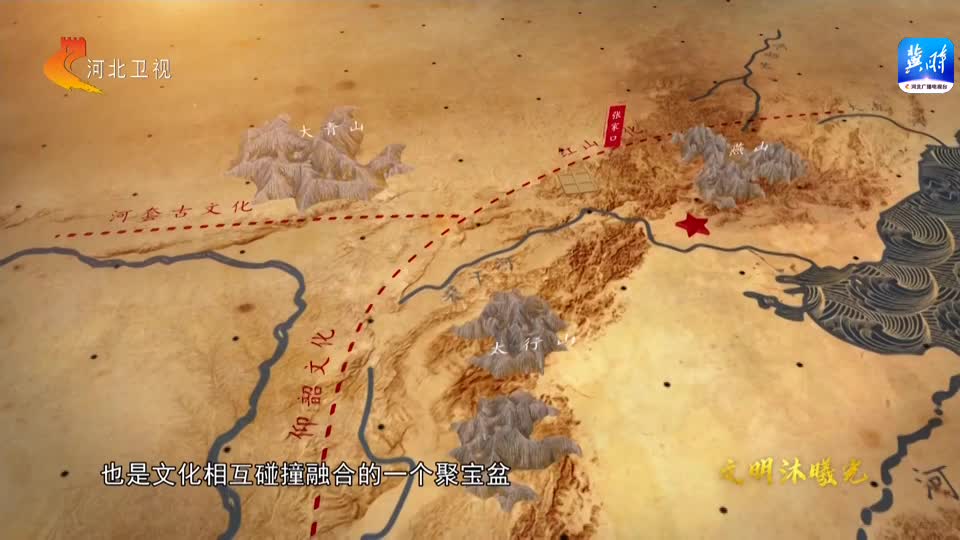 河北卫视
冀时
河北广播电视台
大青山
张家口
红山文化
燕山
河套古文化
桑干河
太行山
仰韶文化
也是文化相互碰撞融合的一个聚宝盆
文明沐曦光
河